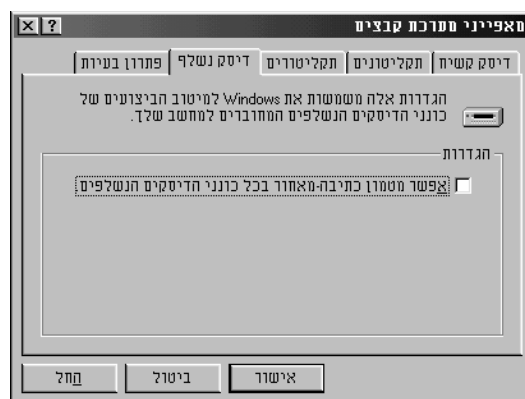 מאפייני מערכת קבצים
דיסק קשיח
תקליטונים
תקליטורים
דיסק נשלף
פתרון בעיות
הגדרות אלה משמשות את Windows למיטוב הביצועים של
כונני הדיסקים הנשלפים המחוברים למחשב שלך.
הגדרות
אפשר מטמון כתיבה-מאחור בכל כונני הדיסקים הנשלפים.
אישור
ביטול
החל